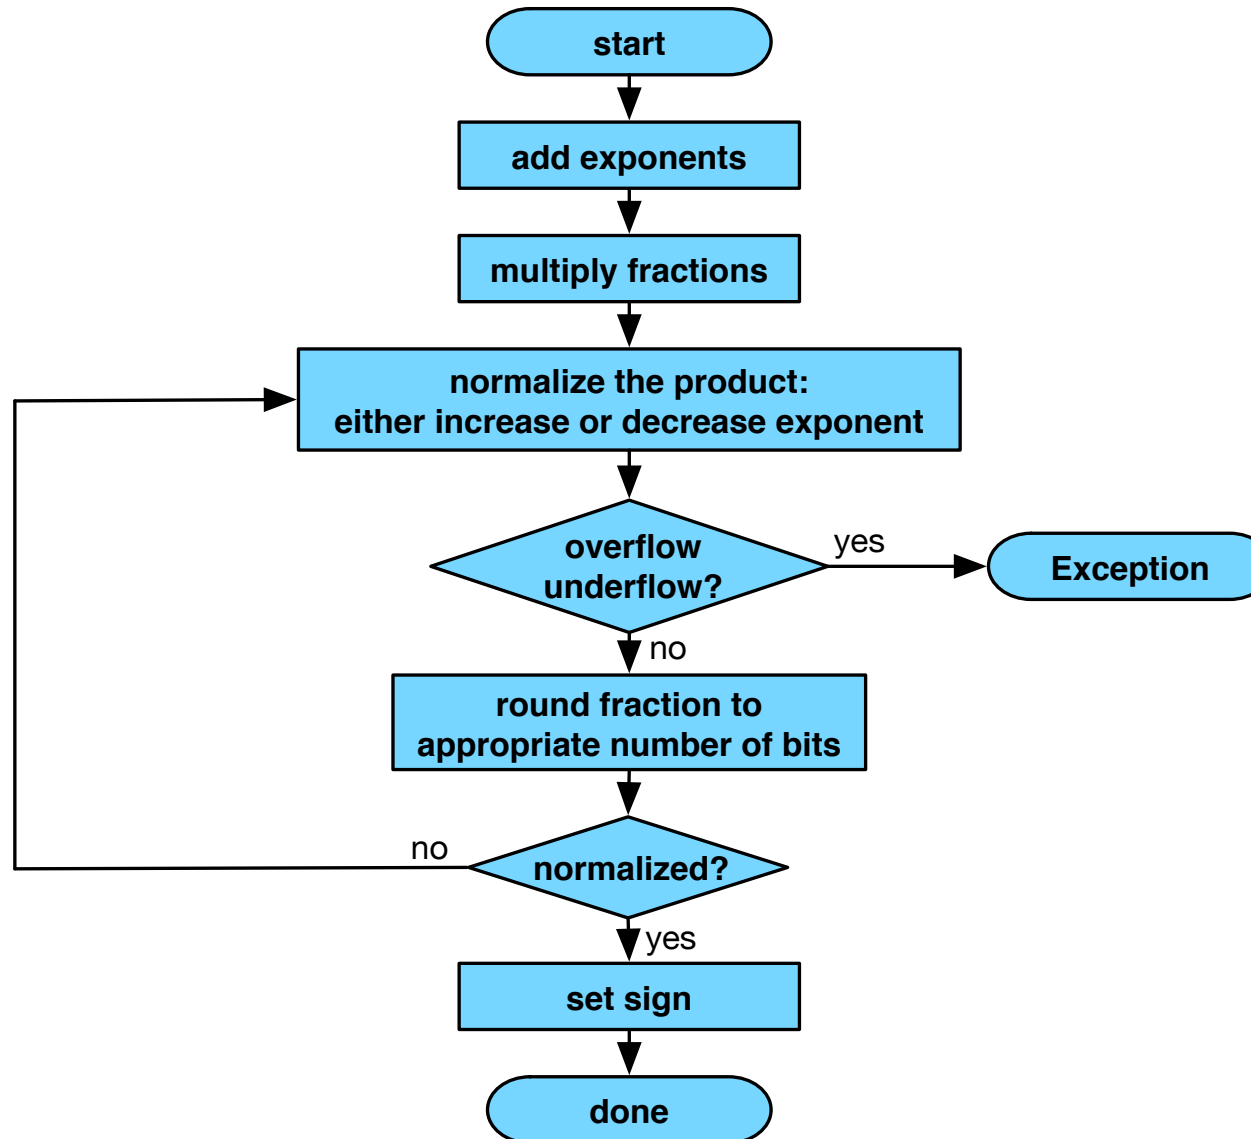 start
add exponents
multiply fractions
normalize the product:
either increase or decrease exponent
overflow
underflow?
yes
Exception
no
round fraction to
appropriate number of bits
no
normalized?
yes
set sign
done